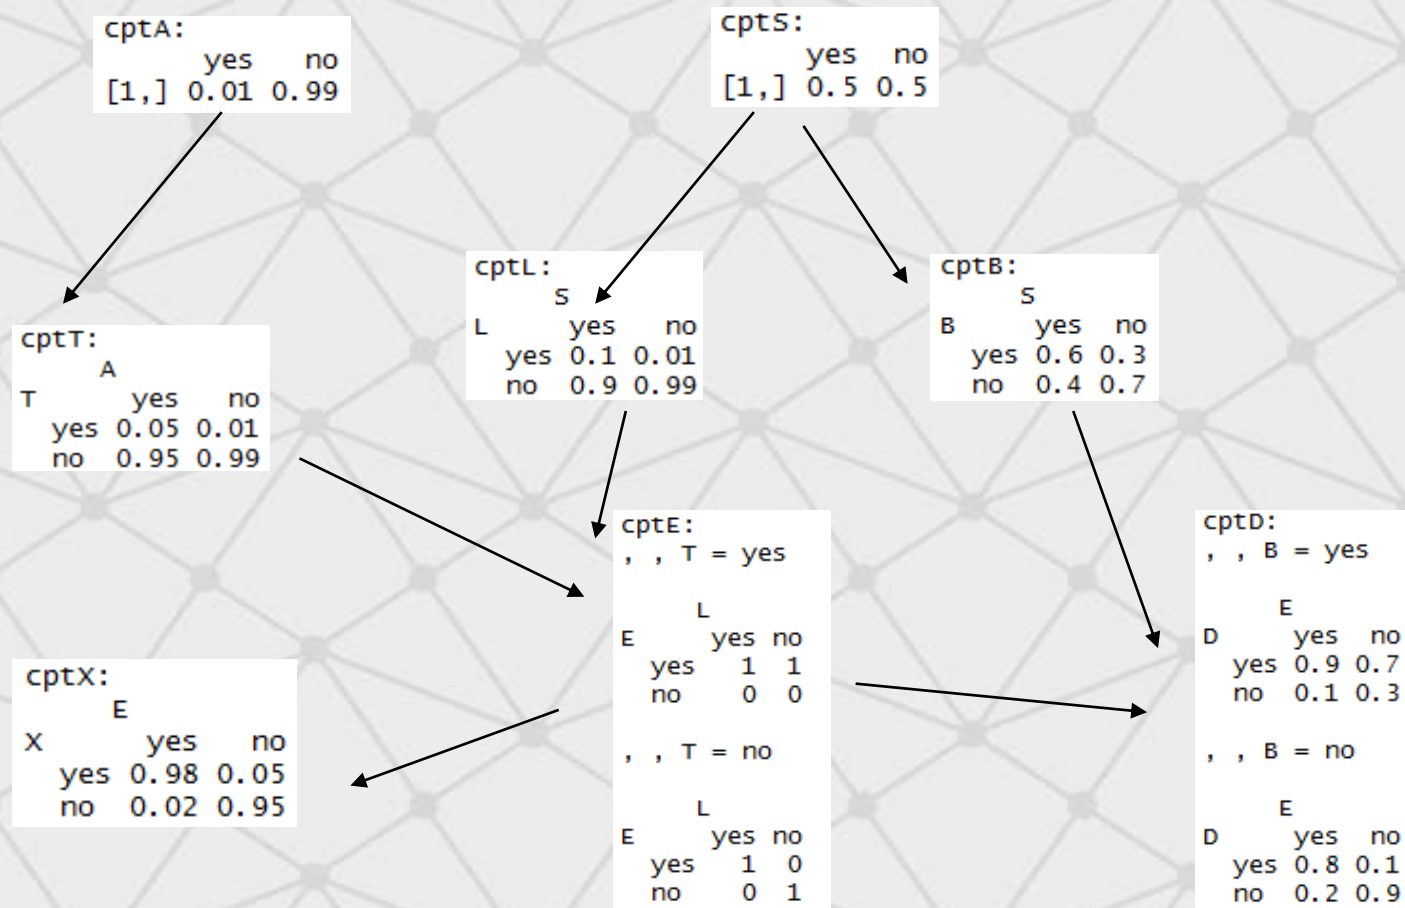 cptA:
yes no
[1,] 0.01 0.99
cptS:
yes no
[1,] 0.5 0.5
cptT:
A
T yes no
yes 0.05 0.01
no 0.95 0.99
cptL:
S
L yes no
yes 0.1 0.01
no 0.9 0.99
cptB:
S
B yes no
yes 0.6 0.3
no 0.4 0.7
cptX:
E
X yes no
yes 0.98 0.05
no 0.02 0.95
cptE:
, , T = yes
L
E yes no
yes 1 1
no 0 0
, , T = no
L
E yes no
yes 1 0
no 0 1
cptD:
, , B = yes
E
D yes no
yes 0.9 0.7
no 0.1 0.3
, , B = no
E
D yes no
yes 0.8 0.1
no 0.2 0.9